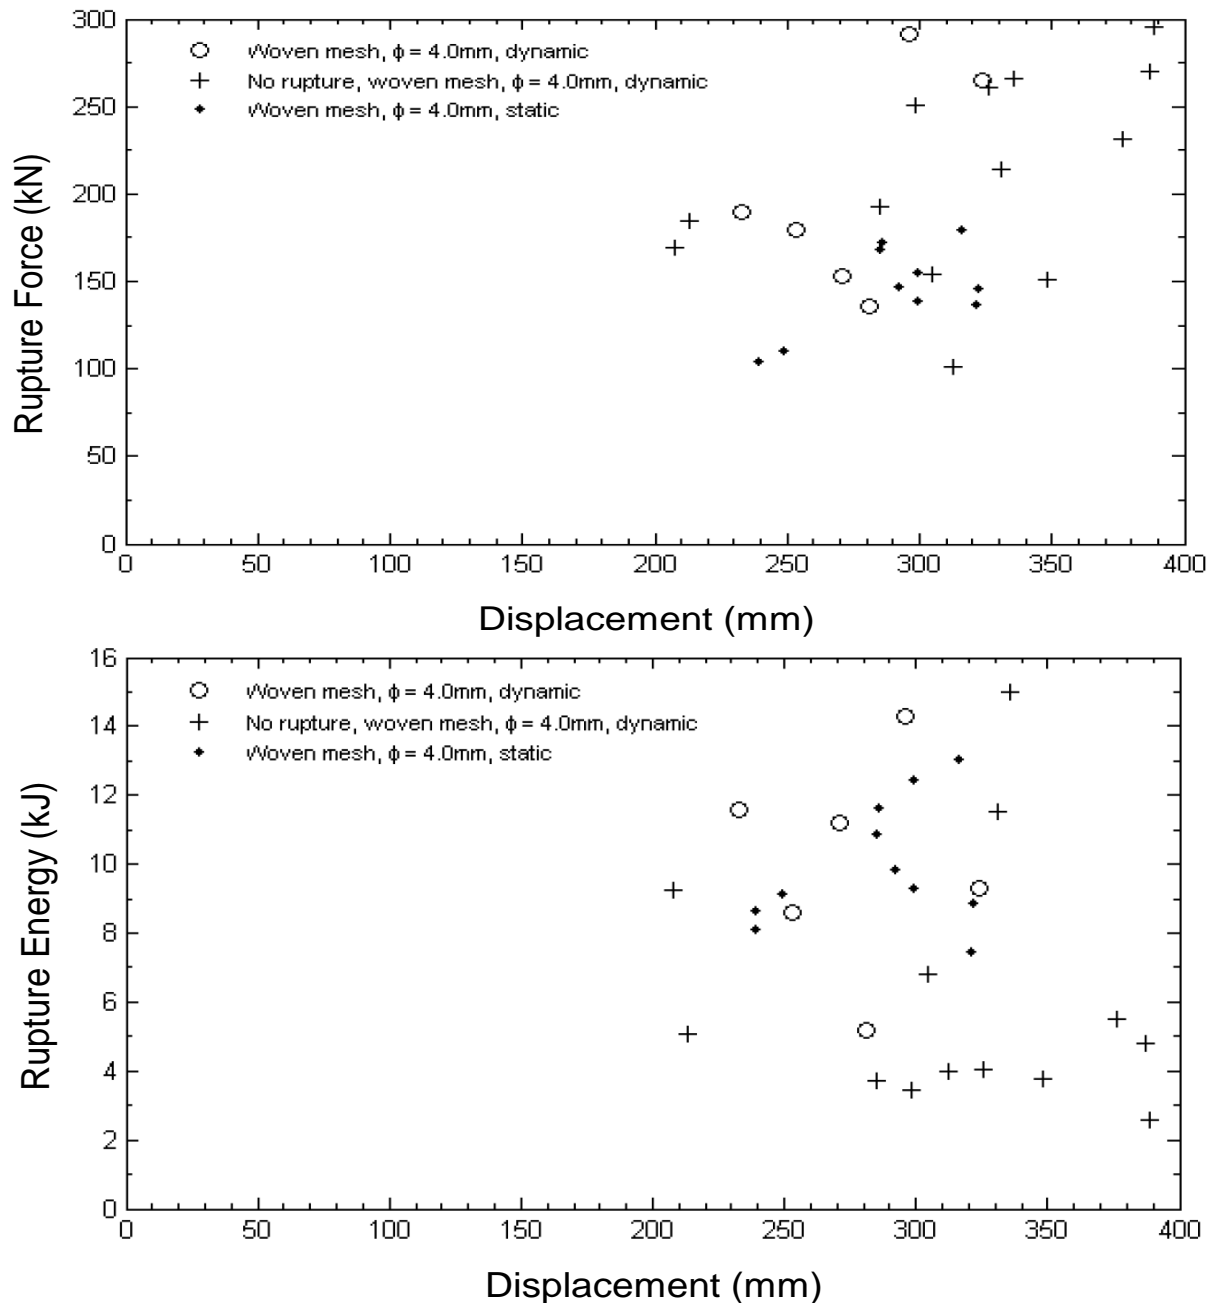 300
250
200
150
100
50
0
Rupture Force (kN)
Woven mesh, ϕ = 4.0mm, dynamic
No rupture, woven mesh, ϕ = 4.0mm, dynamic
Woven mesh, ϕ = 4.0mm, static
0 50 100 150 200 250 300 350 400
Displacement (mm)
16
14
12
10
8
6
4
2
0
Rupture Energy (kJ)
Woven mesh, ϕ = 4.0mm, dynamic
No rupture, woven mesh, ϕ = 4.0mm, dynamic
Woven mesh, ϕ = 4.0mm, static
0 50 100 150 200 250 300 350 400
Displacement (mm)